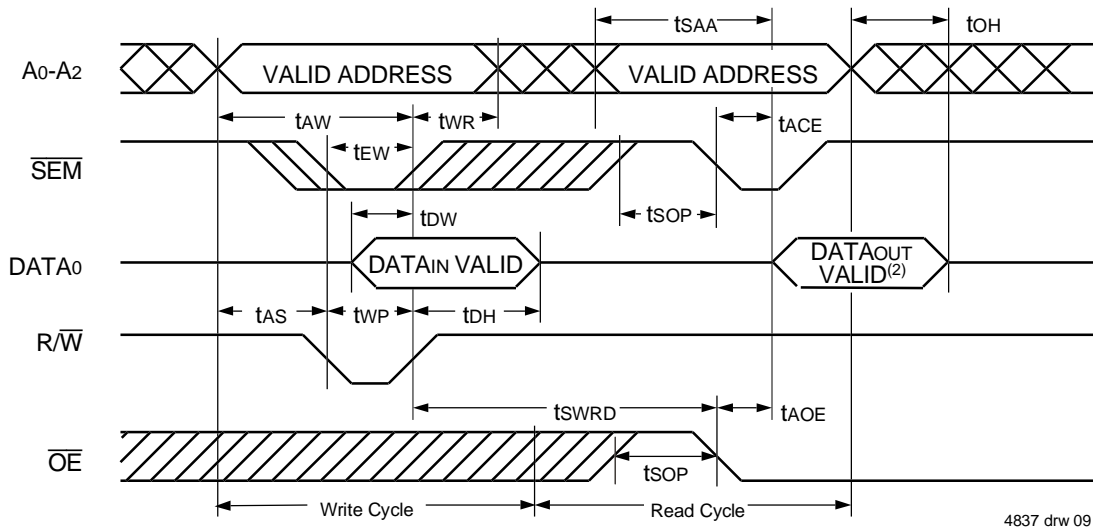 tSAA
tOH
A0-A2
VALID ADDRESS
VALID ADDRESS
tAW
tWR
tACE
tEW
SEM
tSOP
tDW
DATA0
DATAIN VALID
DATAOUT
VALID(2)
tAS
tWP
tDH
R/W
tSWRD
tAOE
OE
tSOP
Write Cycle
Read Cycle
4837 drw 09